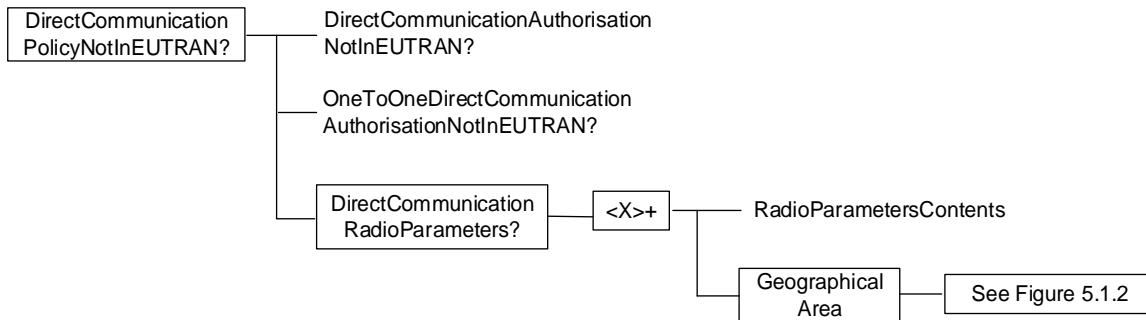 DirectCommunication
PolicyNotInEUTRAN?
DirectCommunicationAuthorisation
NotInEUTRAN?
OneToOneDirectCommunication
AuthorisationNotInEUTRAN?
DirectCommunication
RadioParameters?
<X>+
RadioParametersContents
Geographical
Area
See Figure 5.1.2